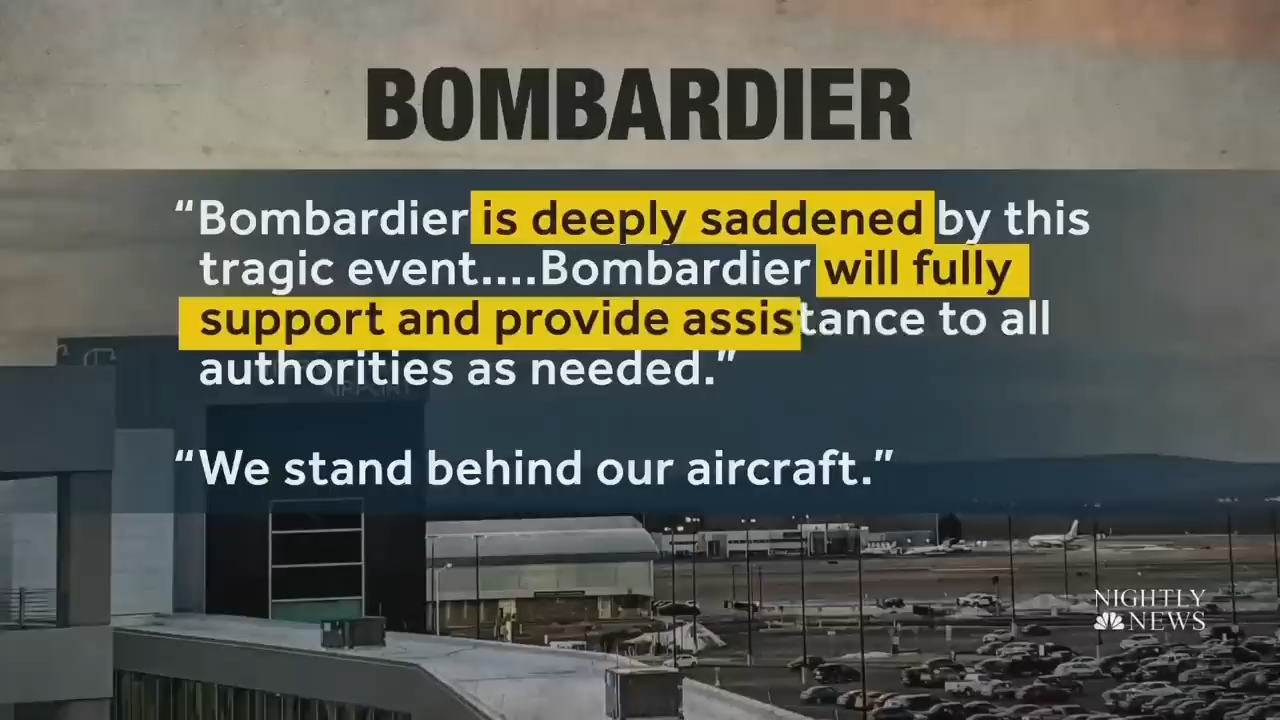 BOMBARDIER
“Bombardier is deeply saddened by this
tragic event....Bombardier will fully
support and provide assistance to all
authorities as needed.”
“We stand behind our aircraft.”
NIGHTLY
NEWS